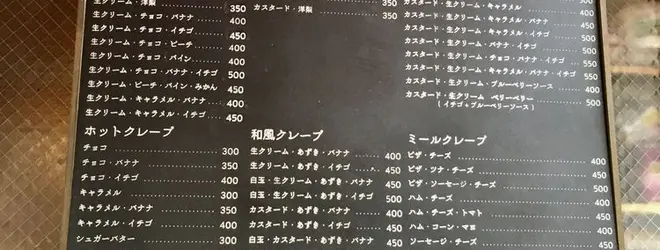 生クリーム・洋梨 350
生クリーム・チョコ・バナナ 400
生クリーム・チョコ・イチゴ 450
生クリーム・チョコ・ピーチ 400
生クリーム・チョコ・パイン 400
生クリーム・チョコ・バナナ・イチゴ 500
生クリーム・ピーチ・パイン・みかん 450
生クリーム・キャラメル・バナナ 400
生クリーム・キャラメル・イチゴ 450
ホットクレープ
チョコ 300
チョコ・バナナ 350
チョコ・イチゴ 400
キャラメル 300
キャラメル・バナナ 350
キャラメル・イチゴ 400
シュガーバター 300
カスタード・洋梨 350
和風クレープ
生クリーム・あずき・バナナ 400
生クリーム・あずき・イチゴ 450
白玉・生クリーム・あずき・バナナ 450
白玉・生クリーム・あずき・イチゴ 500
カスタード・あずき・バナナ 400
カスタード・あずき・イチゴ 450
白玉・カスタード・あずき・バナナ 450
カスタード・生クリーム・キャラメル
カスタード・生クリーム・キャラメル・バナナ
カスタード・生クリーム・キャラメル・イチゴ
カスタード・生クリーム・バナナ・イチゴ
カスタード・生クリーム・チョコ・バナナ・イチゴ
カスタード・生クリーム・キャラメル・バナナ・イチゴ
カスタード・生クリーム・ブルーベリーソース
カスタード・生クリーム・ベリーベリー 500
(イチゴ+ブルーベリーソース)
ミールクレープ
ピザ・チーズ 400
ピザ・ツナ・チーズ 450
ピザ・ソーセージ・チーズ 500
ハム・チーズ 400
ハム・チーズ・トマト 450
ハム・コーン・マヨ 400
ソーセージ・チーズ 450